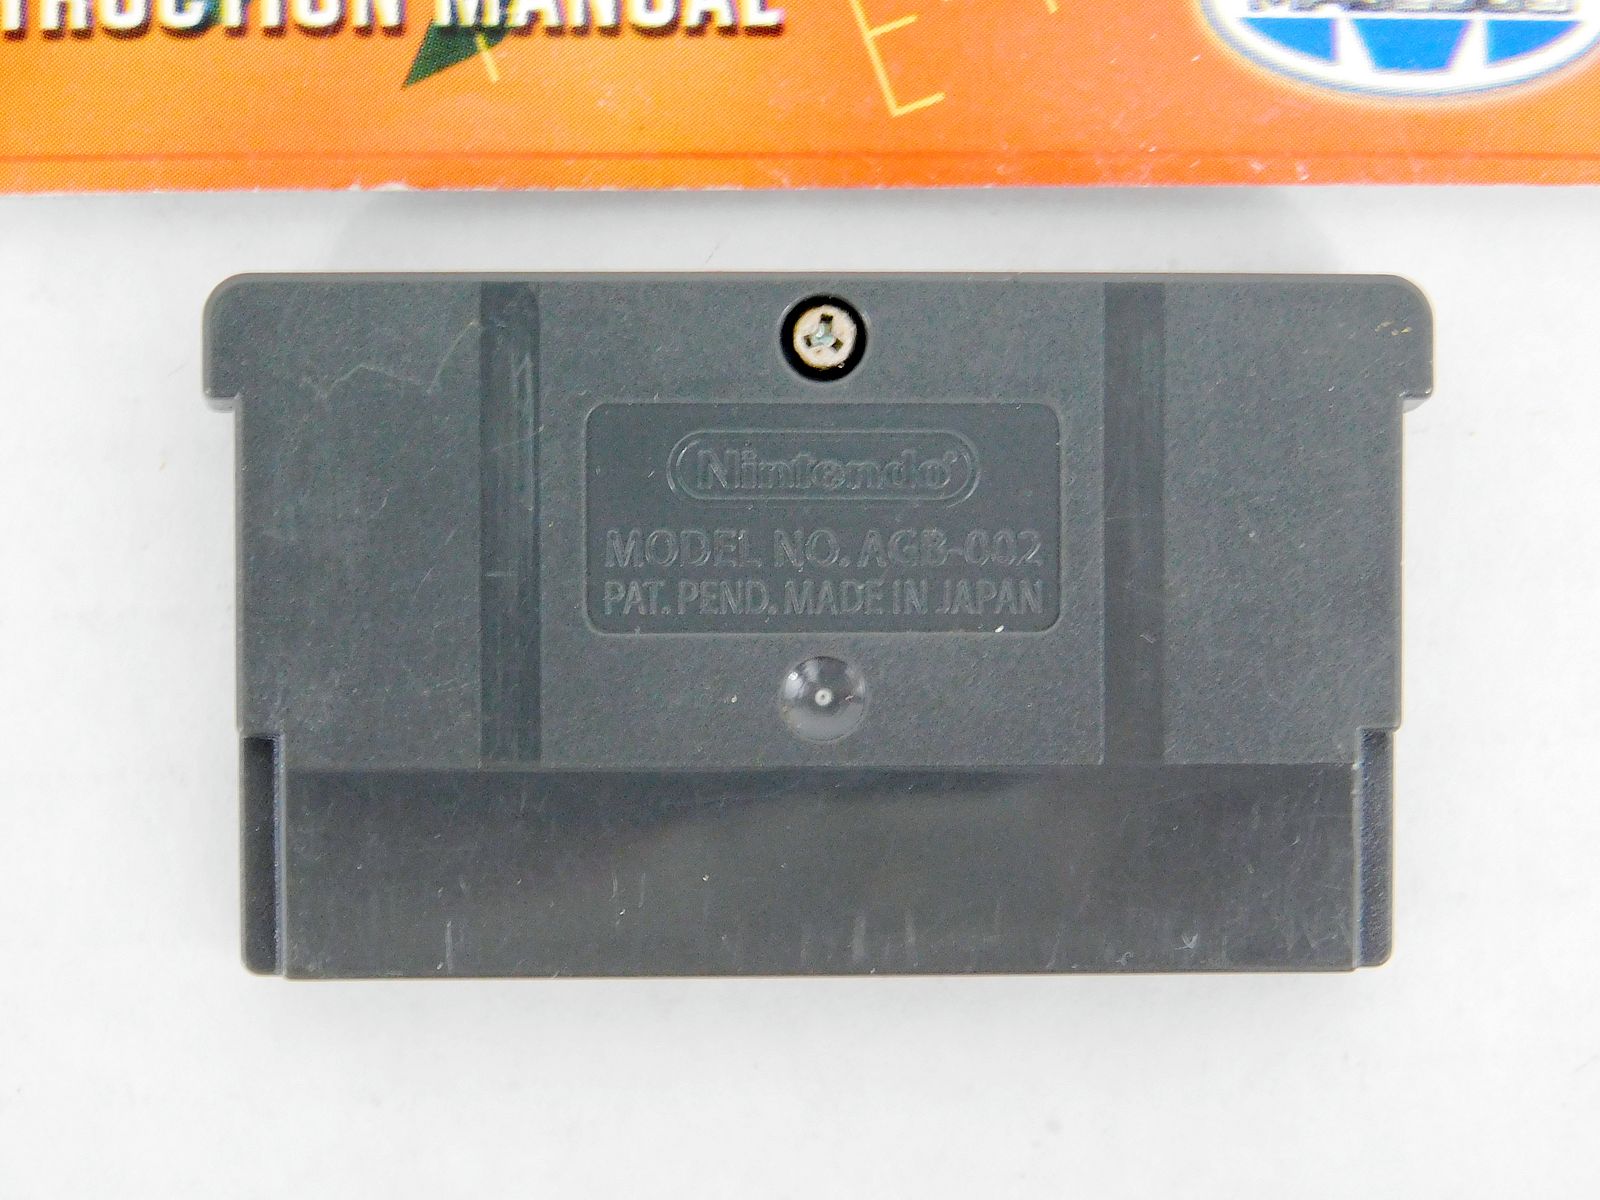 TRUCTION MANUAL
Nintendo®
MODEL NO. AGB-002
PAT. PEND. MADE IN JAPAN